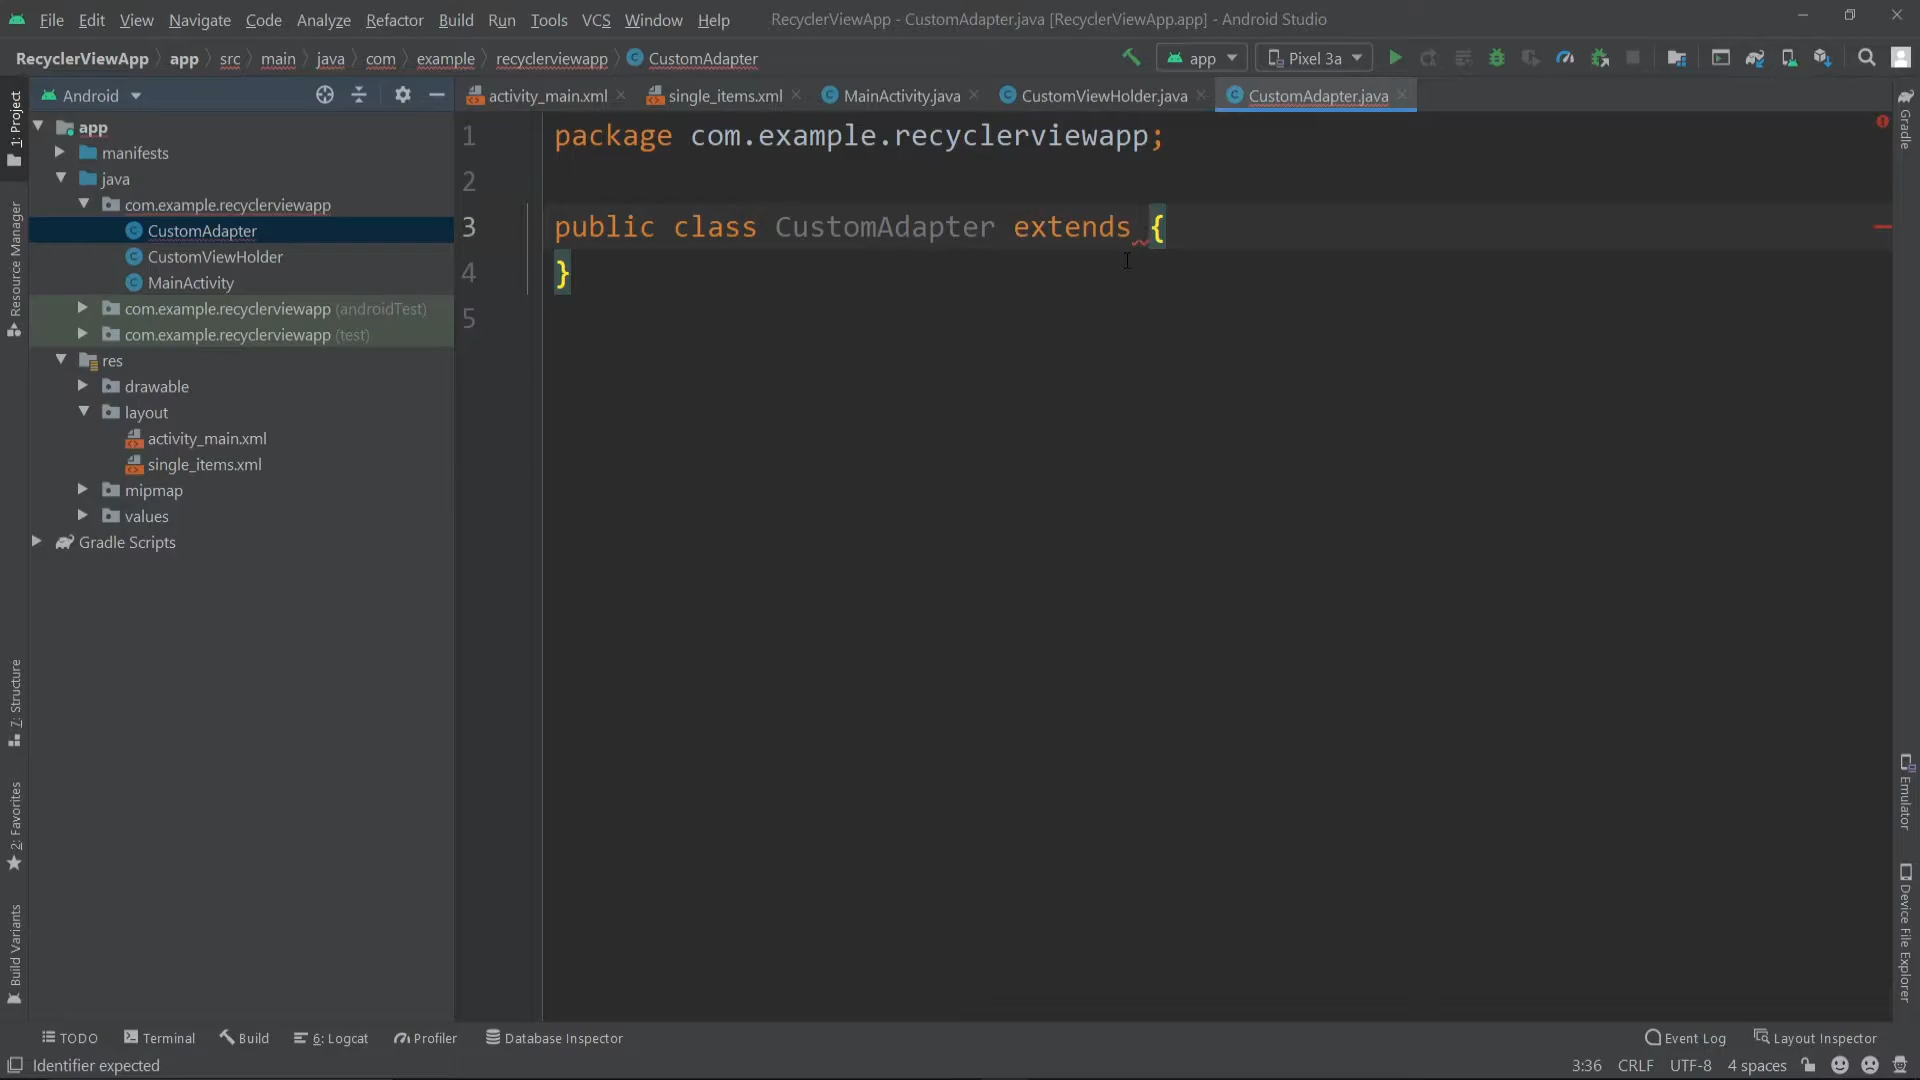 File Edit View Navigate Code Analyze Refactor Build Run Tools VCS Window Help RecyclerViewApp - CustomAdapter.java [RecyclerViewApp.app] - Android Studio
RecyclerViewApp app src main java com example recyclerviewapp CustomAdapter app Pixel 3a
Android activity_main.xml single_items.xml MainActivity.java CustomViewHolder.java CustomAdapter.java
app
manifests
java
com.example.recyclerviewapp
CustomAdapter
CustomViewHolder
MainActivity
com.example.recyclerviewapp (androidTest)
com.example.recyclerviewapp (test)
res
drawable
layout
activity_main.xml
single_items.xml
mipmap
values
Gradle Scripts
1 package com.example.recyclerviewapp;
2
3 public class CustomAdapter extends {
4 }
5
1: Project
Resource Manager
7: Structure
2: Favorites
Build Variants
Gradle
Emulator
Device File Explorer
TODO Terminal Build 6: Logcat Profiler Database Inspector Event Log Layout Inspector
Identifier expected 3:36 CRLF UTF-8 4 spaces